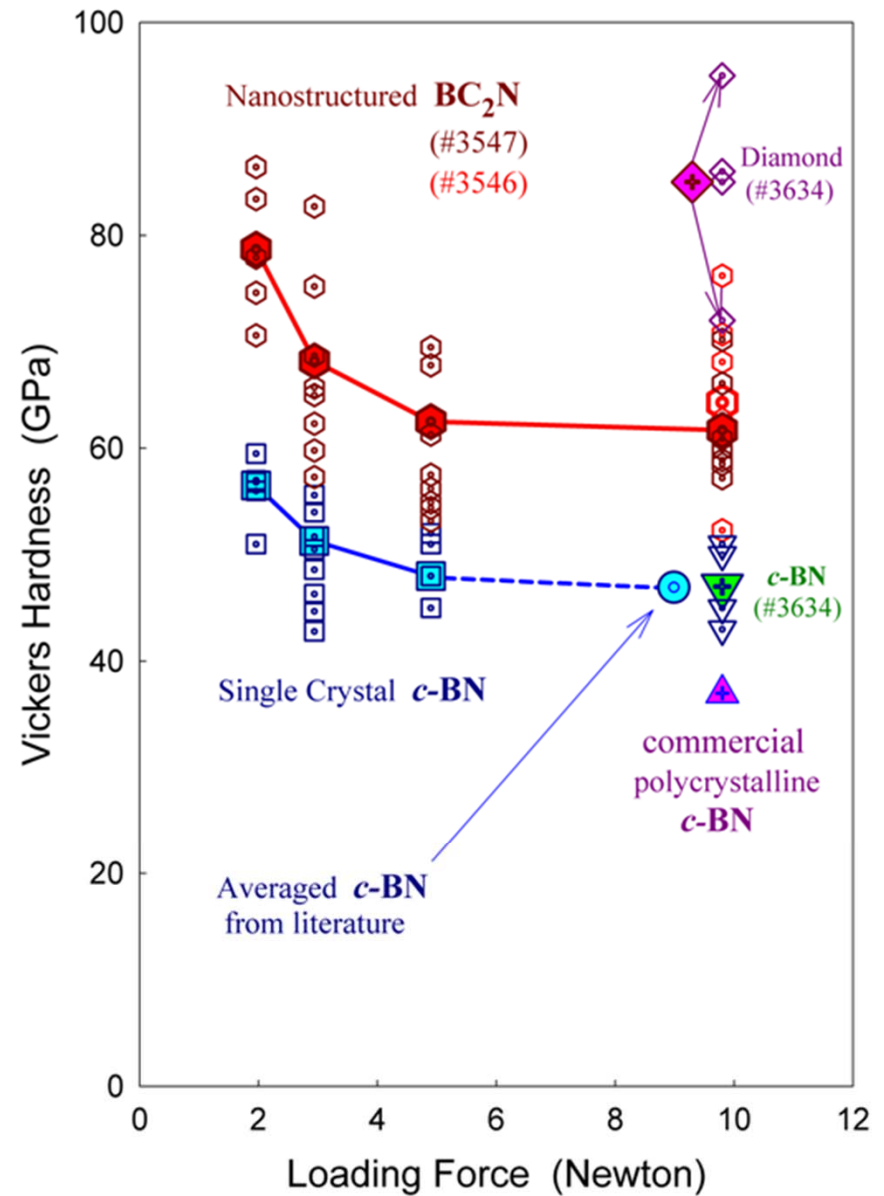 100
80
60
40
20
0
0 2 4 6 8 10 12
Vickers Hardness (GPa)
Loading Force (Newton)
Nanostructured BC₂N
(#3547)
(#3546)
Diamond
(#3634)
c-BN
(#3634)
Single Crystal c-BN
commercial
polycrystalline
c-BN
Averaged c-BN
from literature